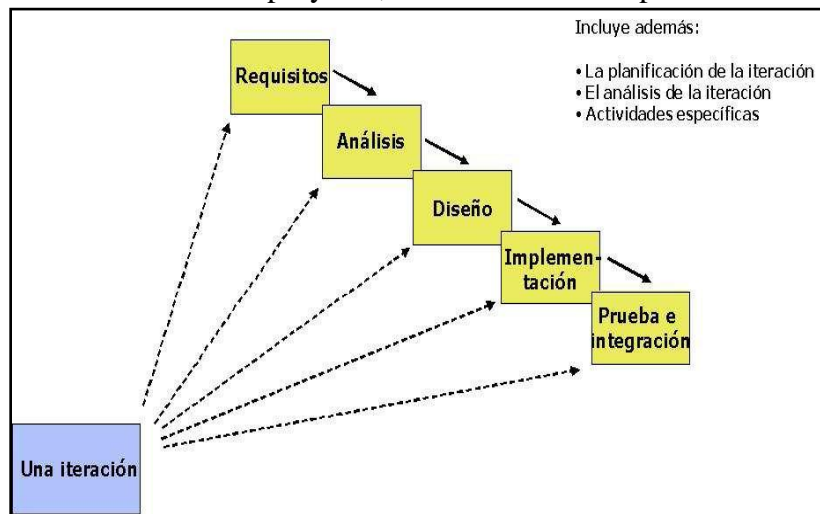 proyecto,
Incluye además:
• La planificación de la iteración
• El análisis de la iteración
• Actividades específicas
Requisitos
Análisis
Diseño
Implemen-
tación
Prueba e
integración
Una iteración